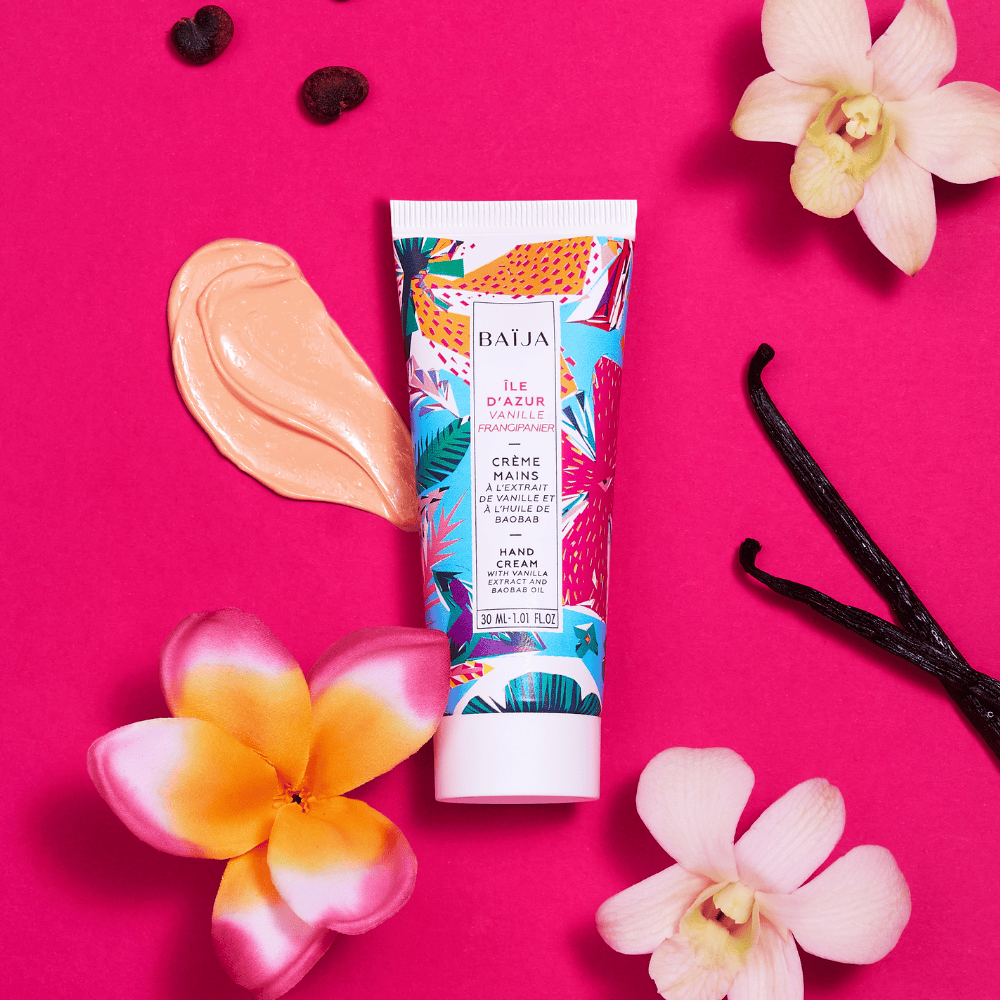 BAÏJA
ÎLE
D'AZUR
VANILLE
FRANGIPANIER
CRÈME
MAINS
À L'EXTRAIT
DE VANILLE ET
À L'HUILE DE
BAOBAB
HAND
CREAM
WITH VANILLA
EXTRACT AND
BAOBAB OIL
30 ML-1.01 FL.OZ